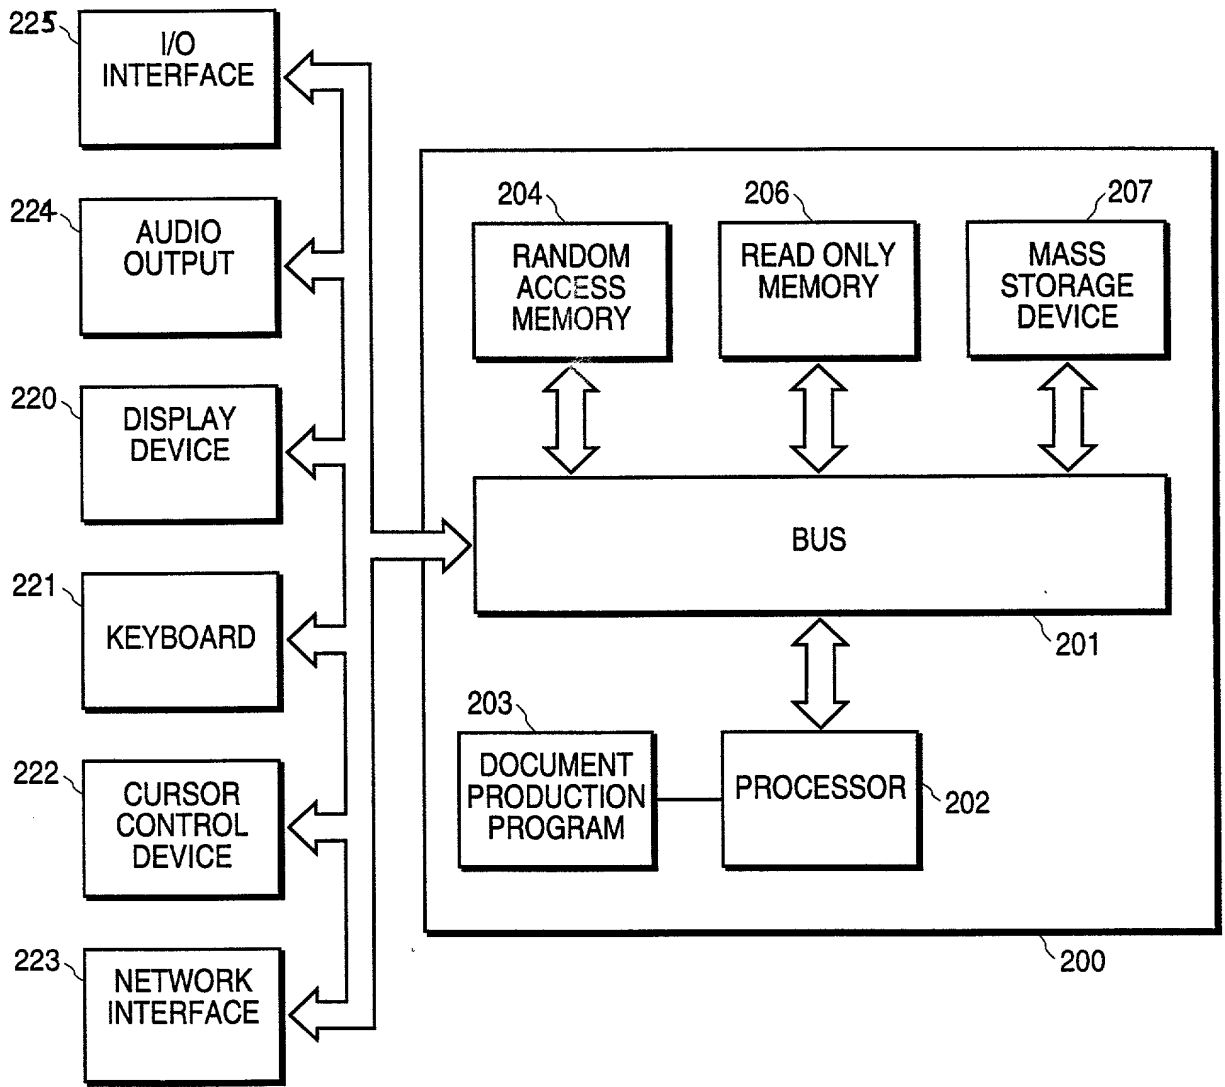 225
I/O
INTERFACE
224
AUDIO
OUTPUT
220
DISPLAY
DEVICE
221
KEYBOARD
222
CURSOR
CONTROL
DEVICE
223
NETWORK
INTERFACE
204
RANDOM
ACCESS
MEMORY
206
READ ONLY
MEMORY
207
MASS
STORAGE
DEVICE
BUS
201
203
DOCUMENT
PRODUCTION
PROGRAM
PROCESSOR
202
200